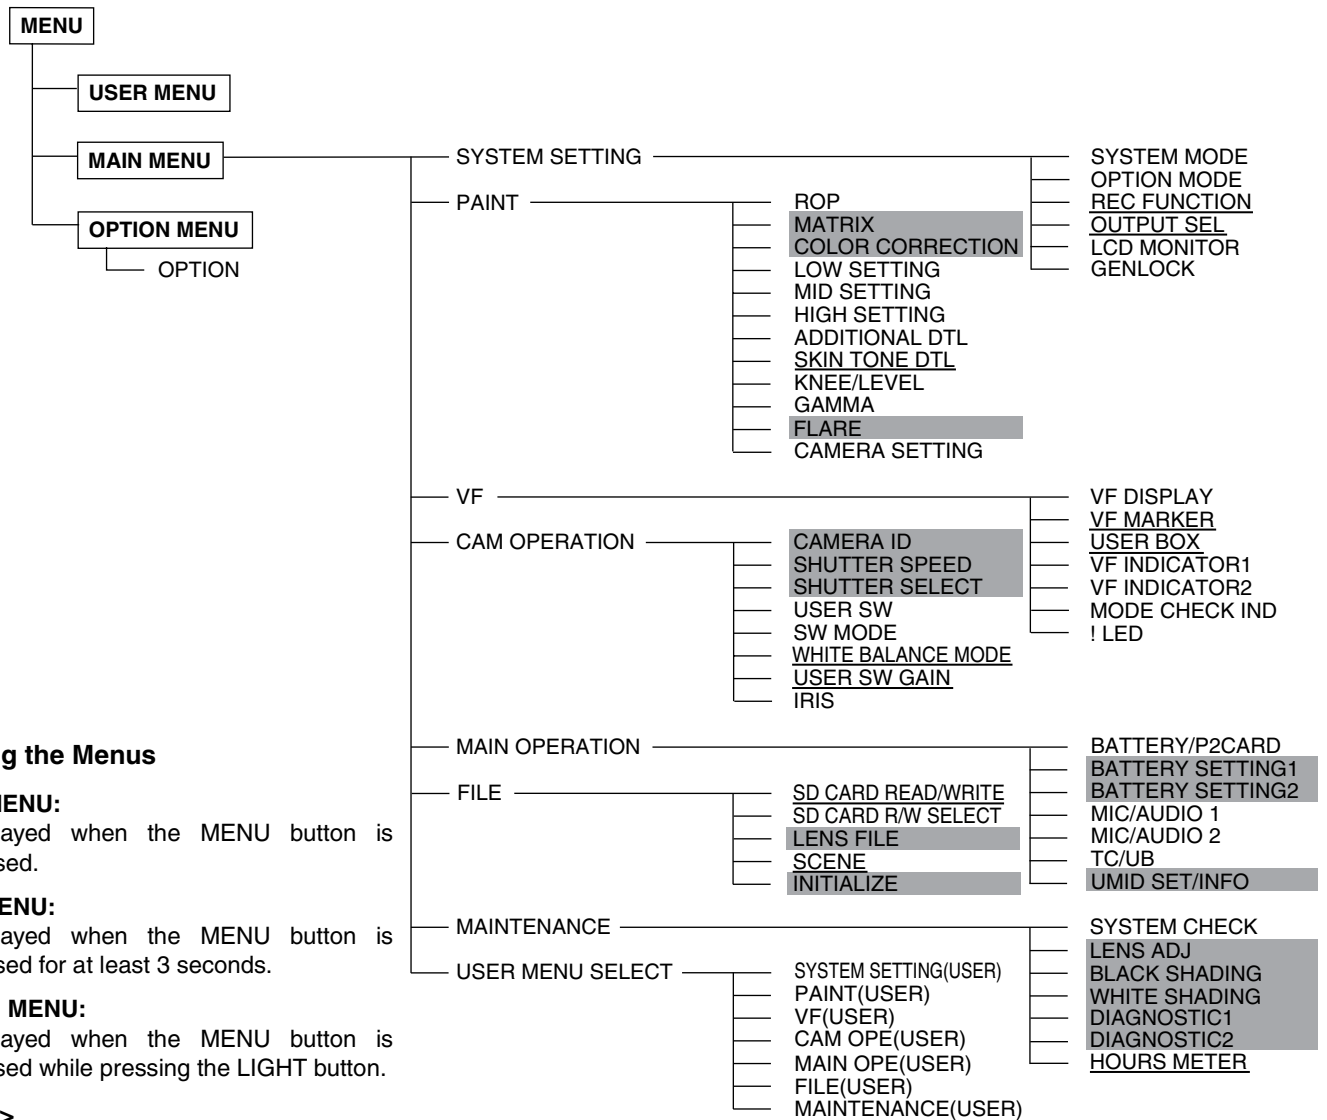 MENU
USER MENU
MAIN MENU
OPTION MENU
OPTION
SYSTEM SETTING
SYSTEM MODE
OPTION MODE
REC FUNCTION
OUTPUT SEL
LCD MONITOR
GENLOCK
PAINT
ROP
MATRIX
COLOR CORRECTION
LOW SETTING
MID SETTING
HIGH SETTING
ADDITIONAL DTL
SKIN TONE DTL
KNEE/LEVEL
GAMMA
FLARE
CAMERA SETTING
VF
VF DISPLAY
VF MARKER
USER BOX
VF INDICATOR1
VF INDICATOR2
MODE CHECK IND
! LED
CAM OPERATION
CAMERA ID
SHUTTER SPEED
SHUTTER SELECT
USER SW
SW MODE
WHITE BALANCE MODE
USER SW GAIN
IRIS
MAIN OPERATION
BATTERY/P2CARD
BATTERY SETTING1
BATTERY SETTING2
MIC/AUDIO 1
MIC/AUDIO 2
TC/UB
UMID SET/INFO
FILE
SD CARD READ/WRITE
SD CARD R/W SELECT
LENS FILE
SCENE
INITIALIZE
MAINTENANCE
SYSTEM CHECK
LENS ADJ
BLACK SHADING
WHITE SHADING
DIAGNOSTIC1
DIAGNOSTIC2
HOURS METER
USER MENU SELECT
SYSTEM SETTING(USER)
PAINT(USER)
VF(USER)
CAM OPE(USER)
MAIN OPE(USER)
FILE(USER)
MAINTENANCE(USER)
g the Menus
MENU:
ayed when the MENU button is
sed.
ENU:
ayed when the MENU button is
sed for at least 3 seconds.
MENU:
ayed when the MENU button is
sed while pressing the LIGHT button.
>